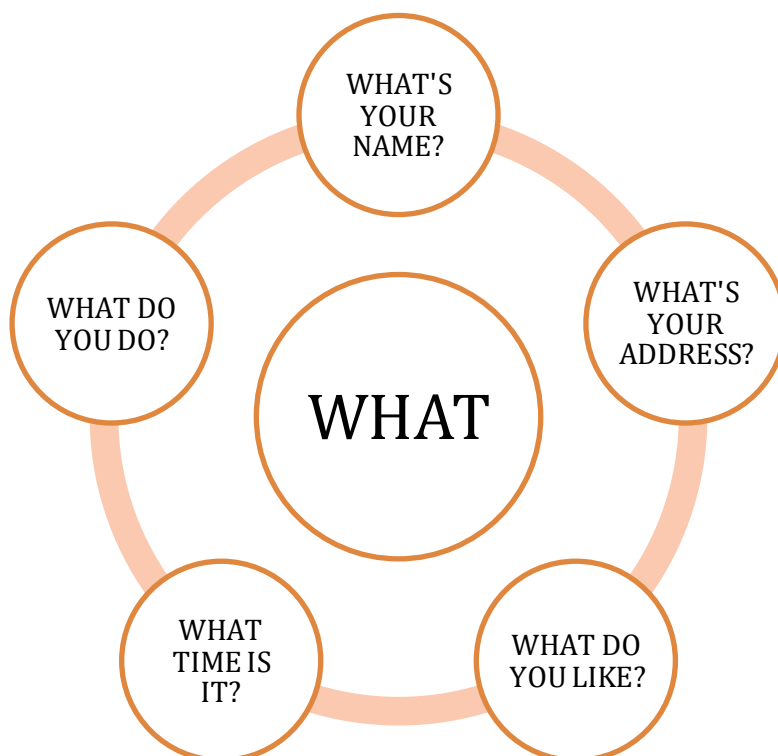 WHAT'S
YOUR
NAME?
WHAT'S
YOUR
ADDRESS?
WHAT DO
YOU LIKE?
WHAT
TIME IS
IT?
WHAT DO
YOU DO?
WHAT